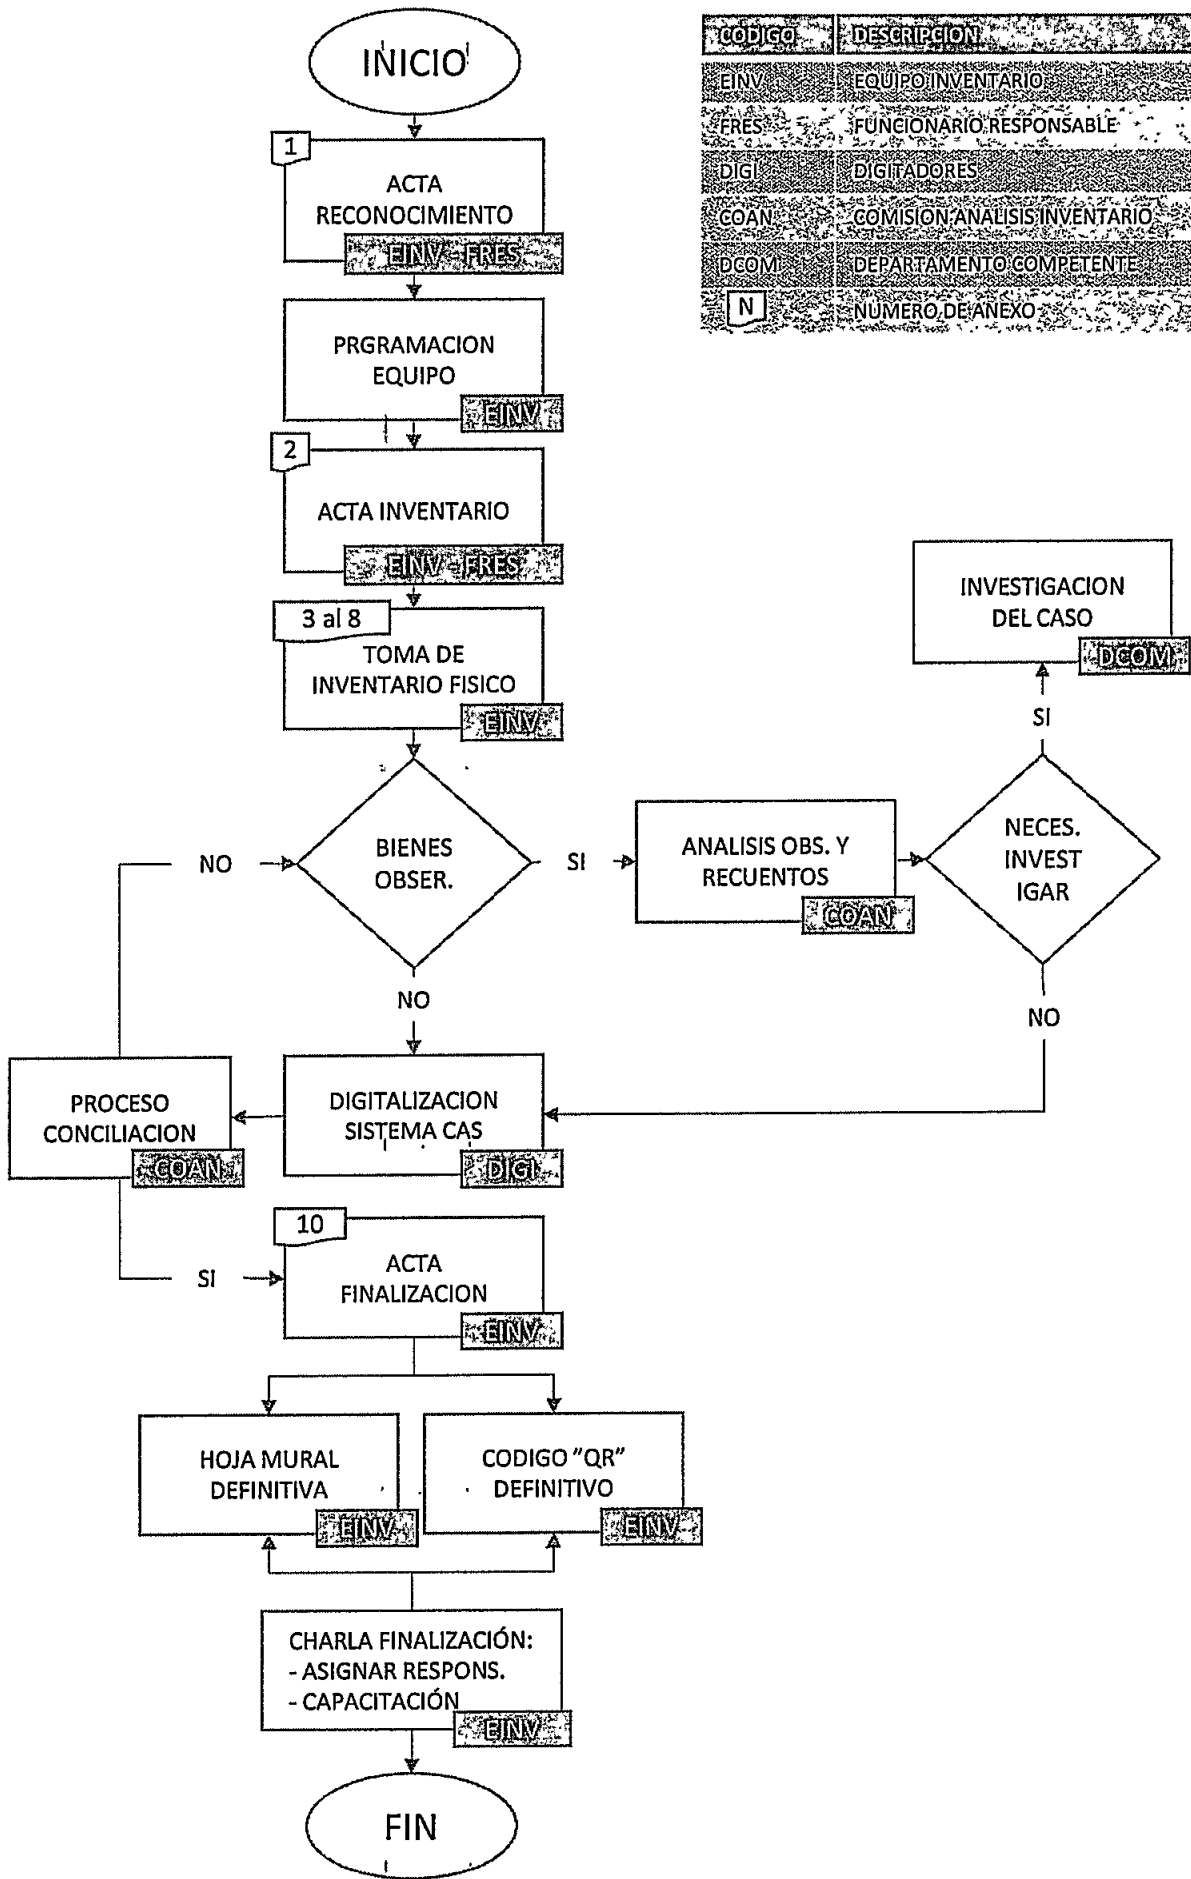 INICIO
CODIGO DESCRIPCION
EINV EQUIPO INVENTARIO
FRES FUNCIONARIO RESPONSABLE
DIGI DIGITADORES
COAN COMISION ANALISIS INVENTARIO
DCOM DEPARTAMENTO COMPETENTE
N NUMERO DE ANEXO
1
ACTA
RECONOCIMIENTO
EINV - FRES
PRGRAMACION
EQUIPO
EINV
2
ACTA INVENTARIO
EINV - FRES
3 al 8
TOMA DE
INVENTARIO FISICO
EINV
INVESTIGACION
DEL CASO
DCOM
SI
NO
BIENES
OBSER.
SI
ANALISIS OBS. Y
RECUENTOS
COAN
NECES.
INVEST
IGAR
NO
NO
PROCESO
CONCILIACION
COAN
DIGITALIZACION
SISTEMA CAS
DIGI
10
SI
ACTA
FINALIZACION
EINV
HOJA MURAL
DEFINITIVA
EINV
CODIGO "QR"
DEFINITIVO
EINV
CHARLA FINALIZACIÓN:
- ASIGNAR RESPONS.
- CAPACITACIÓN
EINV
FIN